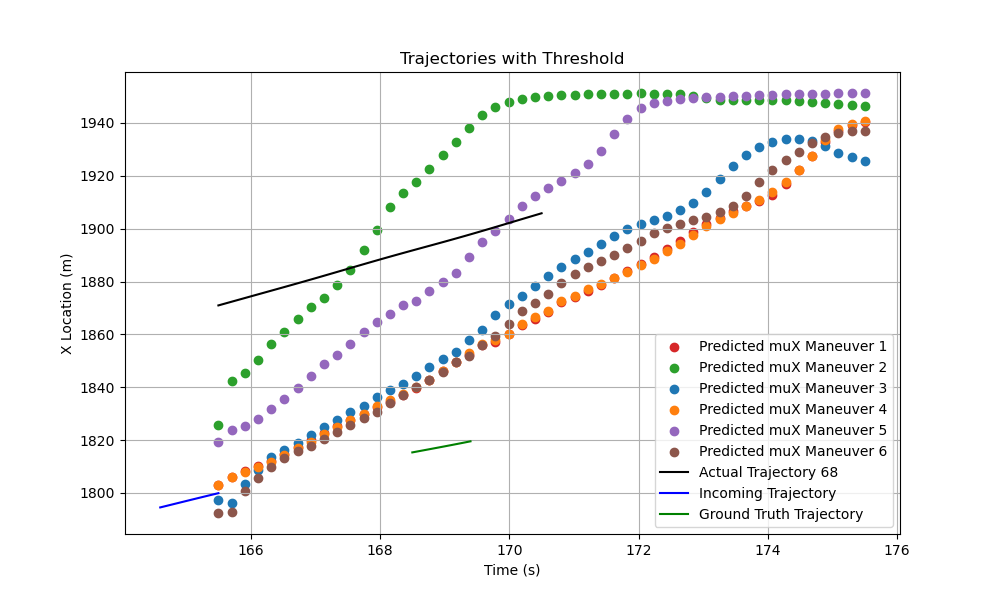 Trajectories with Threshold
X Location (m)
1940
1920
1900
1880
1860
1840
1820
1800
Predicted muX Maneuver 1
Predicted muX Maneuver 2
Predicted muX Maneuver 3
Predicted muX Maneuver 4
Predicted muX Maneuver 5
Predicted muX Maneuver 6
Actual Trajectory 68
Incoming Trajectory
Ground Truth Trajectory
166 168 170 172 174 176
Time (s)